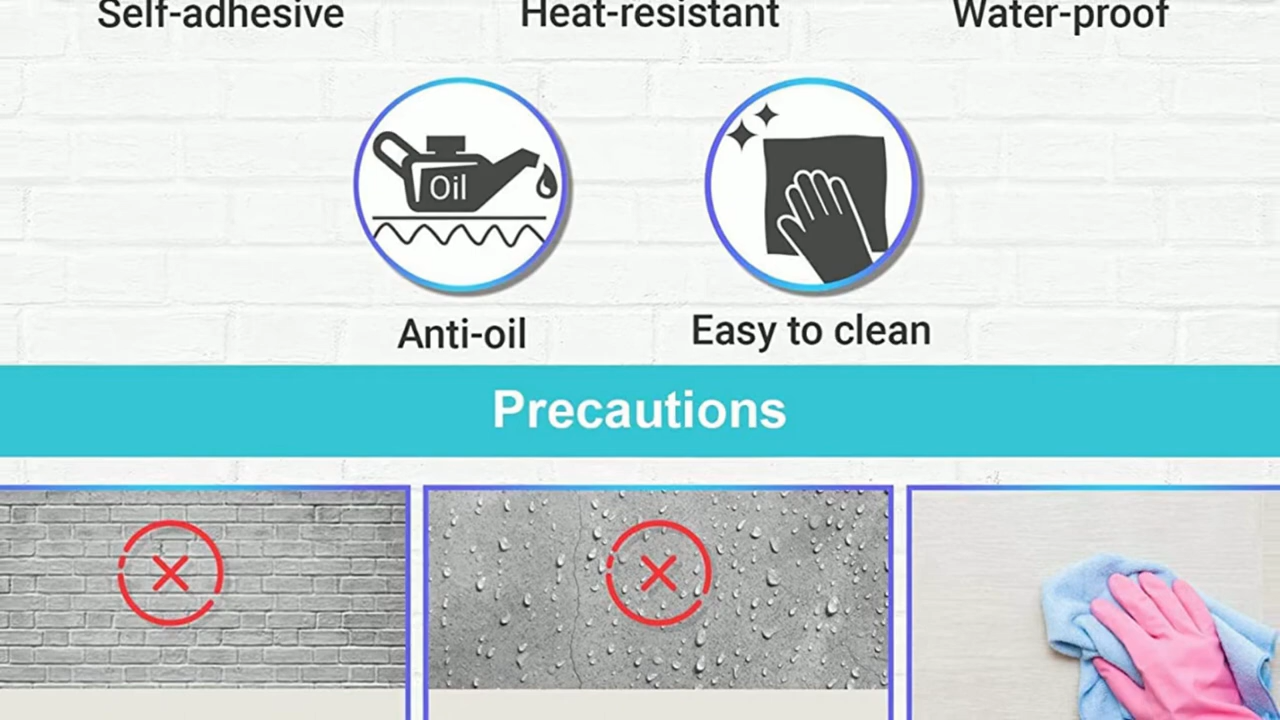 Self-adhesive
Heat-resistant
Water-proof
Oil
Anti-oil
Easy to clean
Precautions